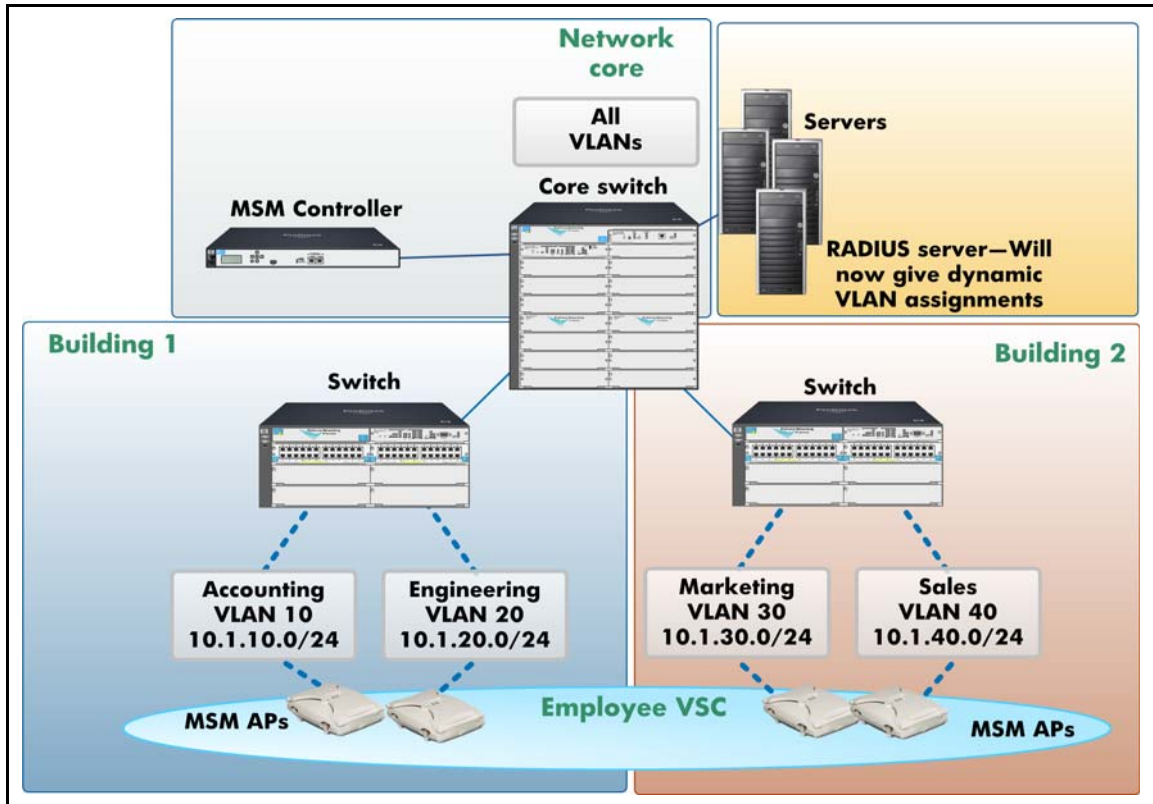 Network
core
All
VLANs
Servers
Core switch
MSM Controller
RADIUS server—Will
now give dynamic
VLAN assignments
Building 1
Building 2
Switch
Switch
Accounting
VLAN 10
10.1.10.0/24
Engineering
VLAN 20
10.1.20.0/24
Marketing
VLAN 30
10.1.30.0/24
Sales
VLAN 40
10.1.40.0/24
Employee VSC
MSM APs
MSM APs